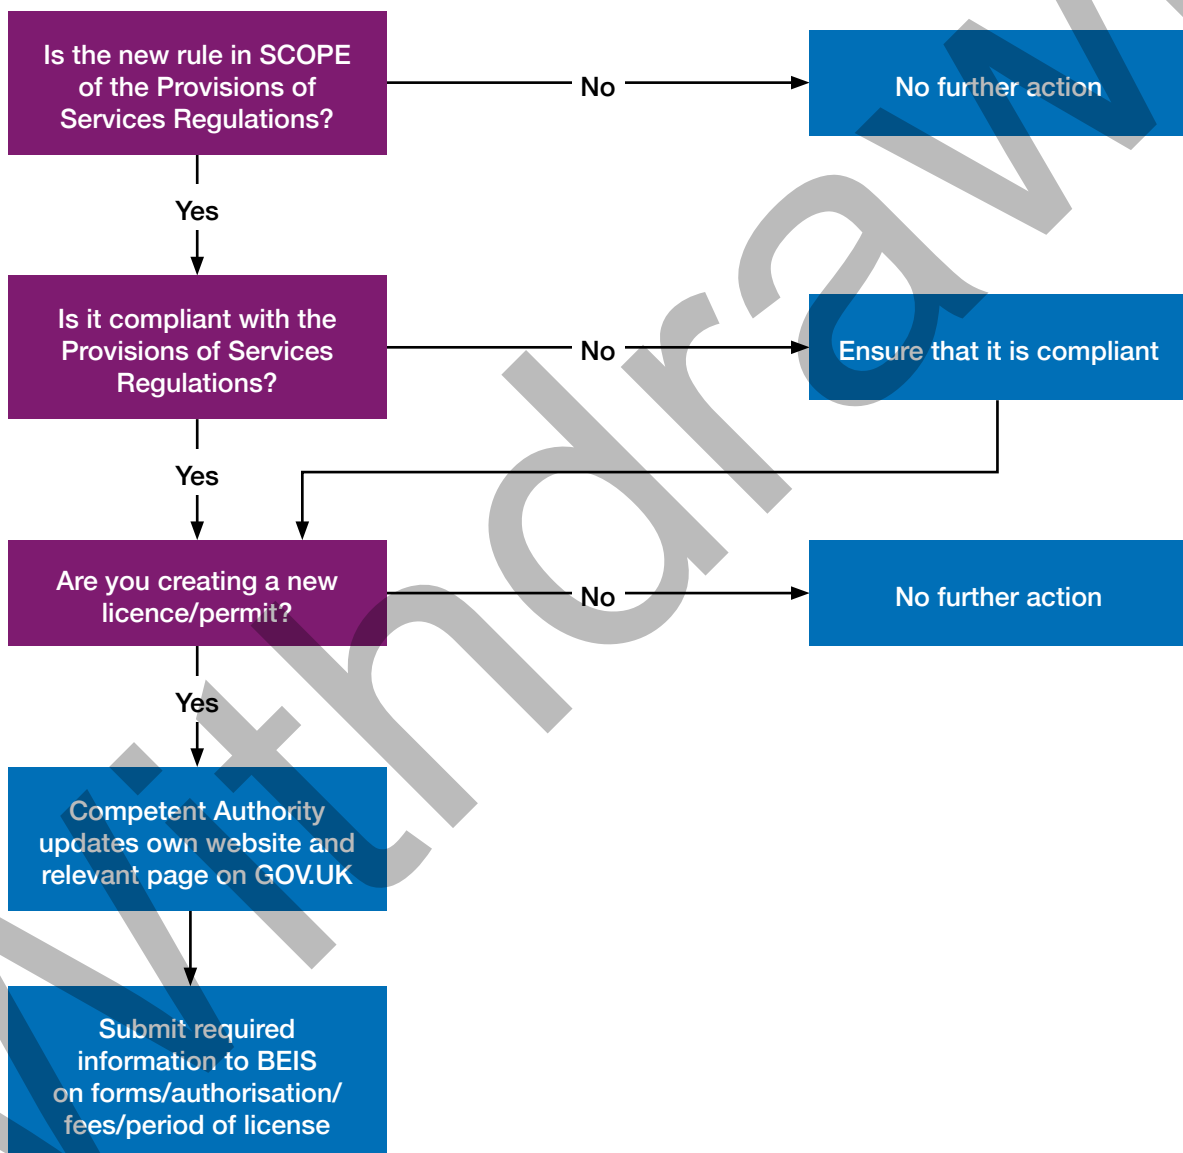 Is the new rule in SCOPE
of the Provisions of
Services Regulations?
No
No further action
Yes
Is it compliant with the
Provisions of Services
Regulations?
No
Ensure that it is compliant
Yes
Are you creating a new
licence/permit?
No
No further action
Yes
Competent Authority
updates own website and
relevant page on GOV.UK
Submit required
information to BEIS
on forms/authorisation/
fees/period of license
Withdraw